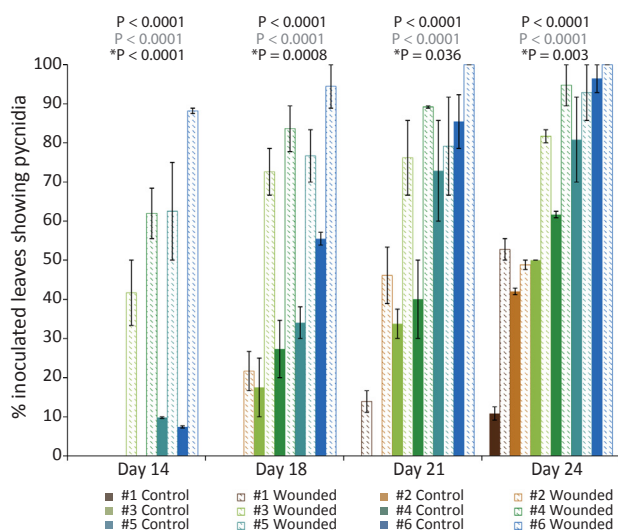 P < 0.0001 P < 0.0001 P < 0.0001 P < 0.0001
P < 0.0001 P < 0.0001 P < 0.0001 P < 0.0001
*P < 0.0001 *P = 0.0008 *P = 0.036 *P = 0.003
% inoculated leaves showing pycnidia
100
90
80
70
60
50
40
30
20
10
0
Day 14 Day 18 Day 21 Day 24
#1 Control #1 Wounded #2 Control #2 Wounded
#3 Control #3 Wounded #4 Control #4 Wounded
#5 Control #5 Wounded #6 Control #6 Wounded